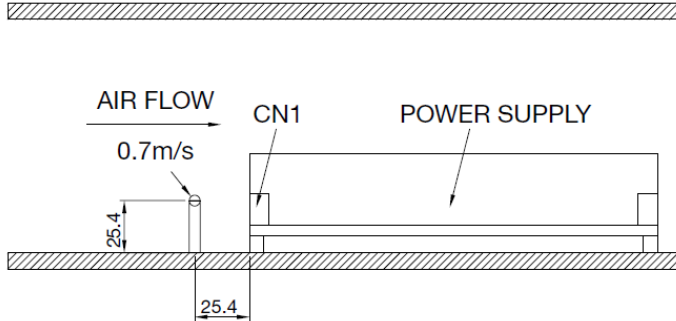 AIR FLOW
CN1
POWER SUPPLY
0.7m/s
25.4
25.4